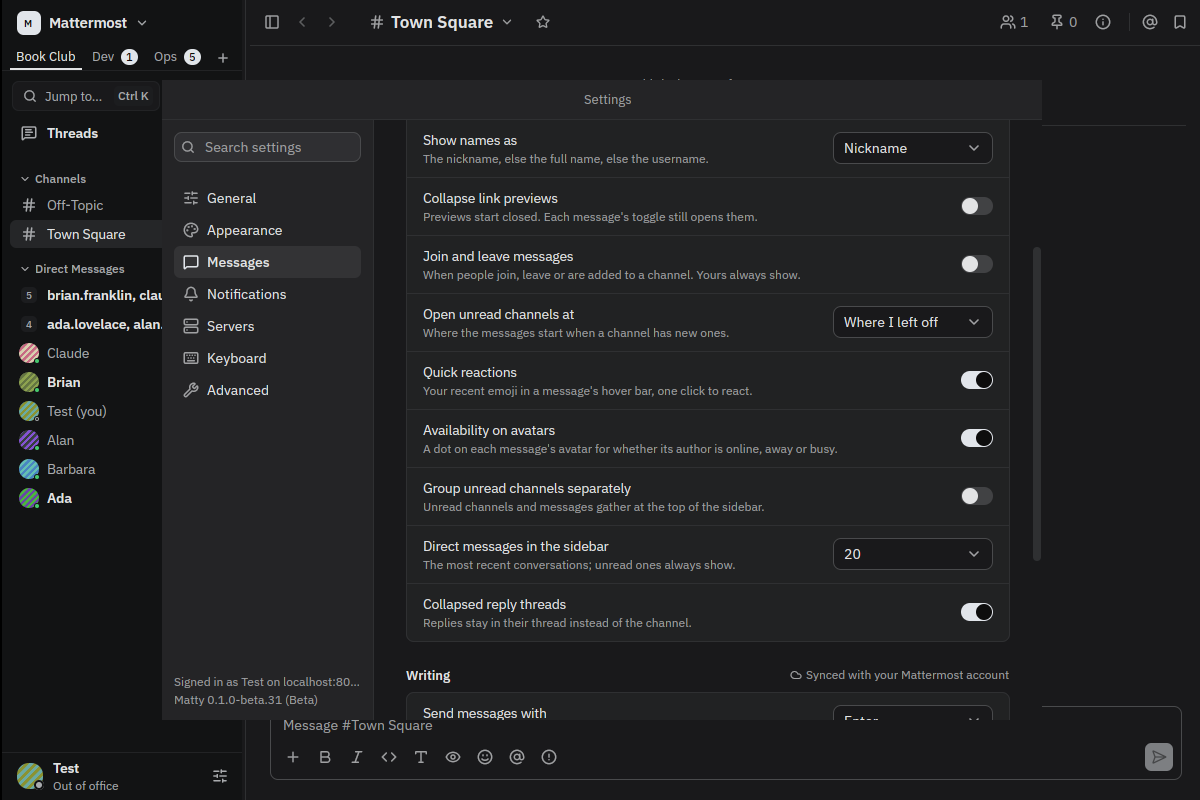 M Mattermost
Book Club Dev 1 Ops 5
Jump to... Ctrl K
Threads
Channels
Off-Topic
Town Square
Direct Messages
5 brian.franklin, clau
4 ada.lovelace, alan.
Claude
Brian
Test (you)
Alan
Barbara
Ada
Test
Out of office
# Town Square
1
0
Settings
Search settings
General
Appearance
Messages
Notifications
Servers
Keyboard
Advanced
Signed in as Test on localhost:80...
Matty 0.1.0-beta.31 (Beta)
Show names as
The nickname, else the full name, else the username.
Nickname
Collapse link previews
Previews start closed. Each message's toggle still opens them.
Join and leave messages
When people join, leave or are added to a channel. Yours always show.
Open unread channels at
Where the messages start when a channel has new ones.
Where I left off
Quick reactions
Your recent emoji in a message's hover bar, one click to react.
Availability on avatars
A dot on each message's avatar for whether its author is online, away or busy.
Group unread channels separately
Unread channels and messages gather at the top of the sidebar.
Direct messages in the sidebar
The most recent conversations; unread ones always show.
20
Collapsed reply threads
Replies stay in their thread instead of the channel.
Writing
Synced with your Mattermost account
Send messages with
Enter
Message #Town Square